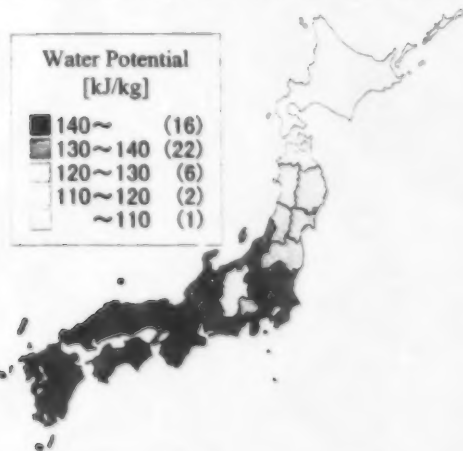 Water Potential
[kJ/kg]
140～ (16)
130～140 (22)
120～130 (6)
110～120 (2)
～110 (1)